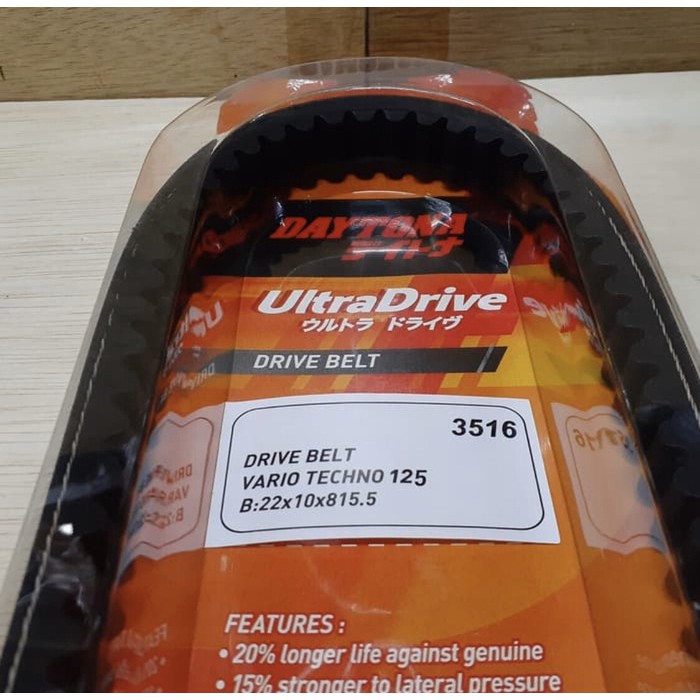 DAYTONA
デイトナ
UltraDrive
ウルトラ ドライヴ
DRIVE BELT
3516
DRIVE BELT
VARIO TECHNO 125
B:22x10x815.5
FEATURES :
• 20% longer life against genuine
• 15% stronger to lateral pressure